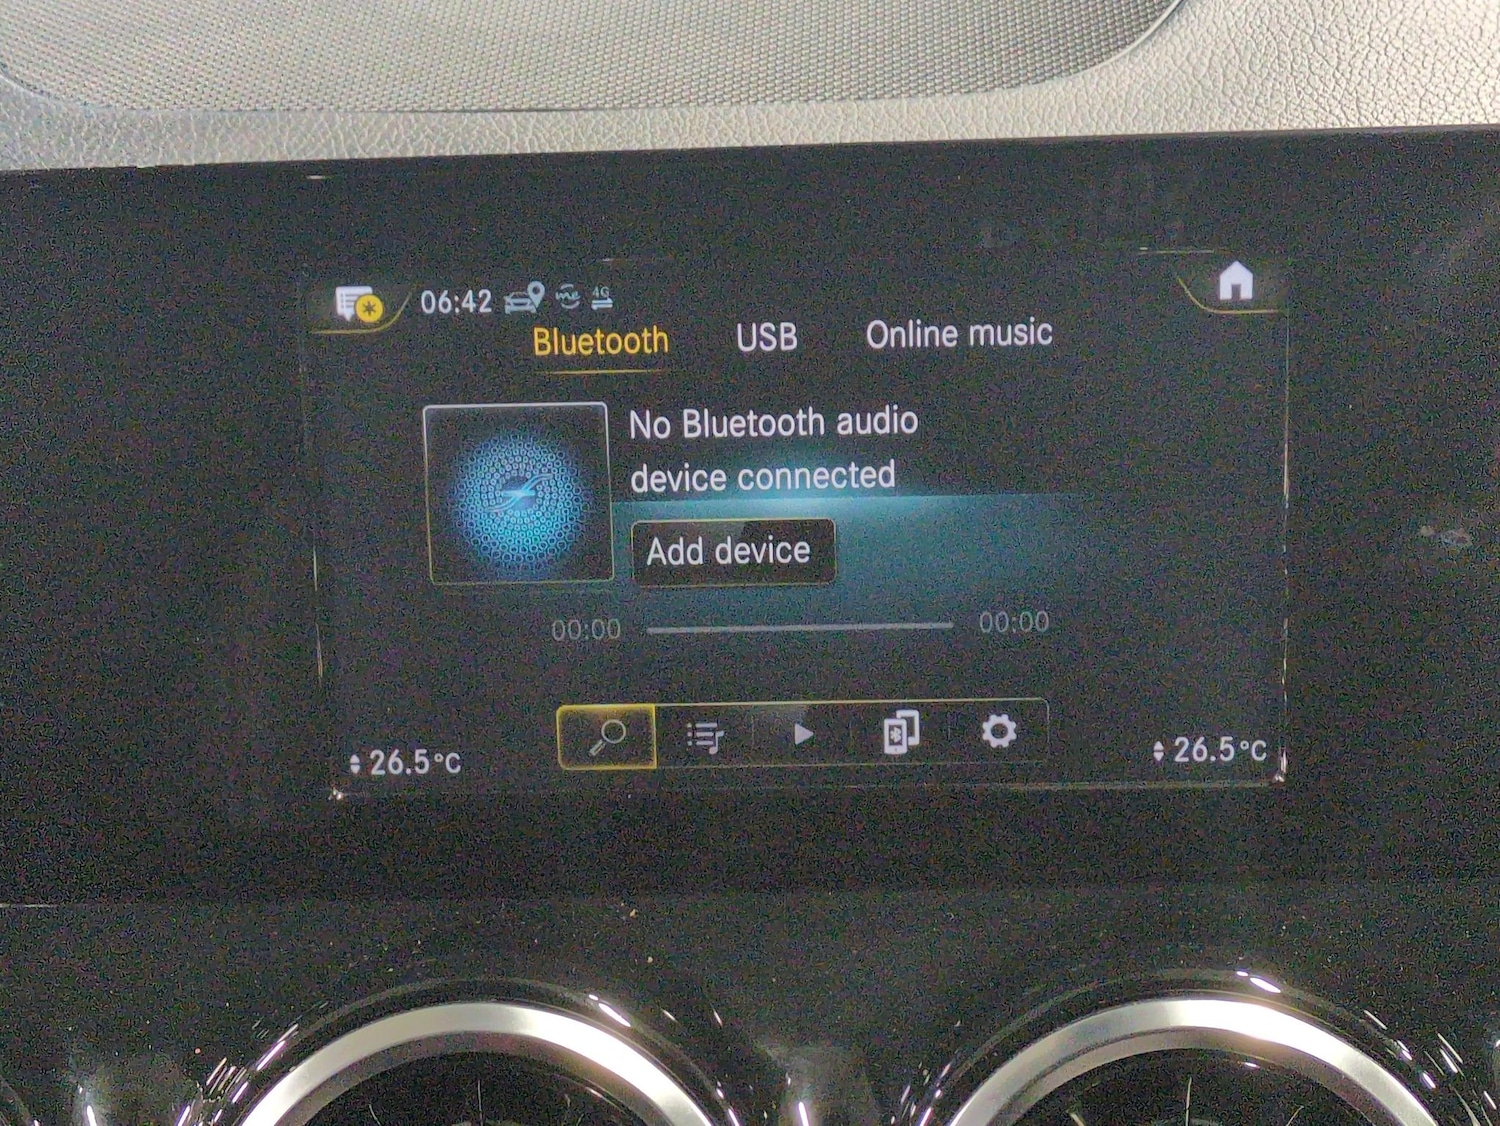 06:42
me
4G
Bluetooth USB Online music
No Bluetooth audio
device connected
Add device
00:00 00:00
26.5°C 26.5°C